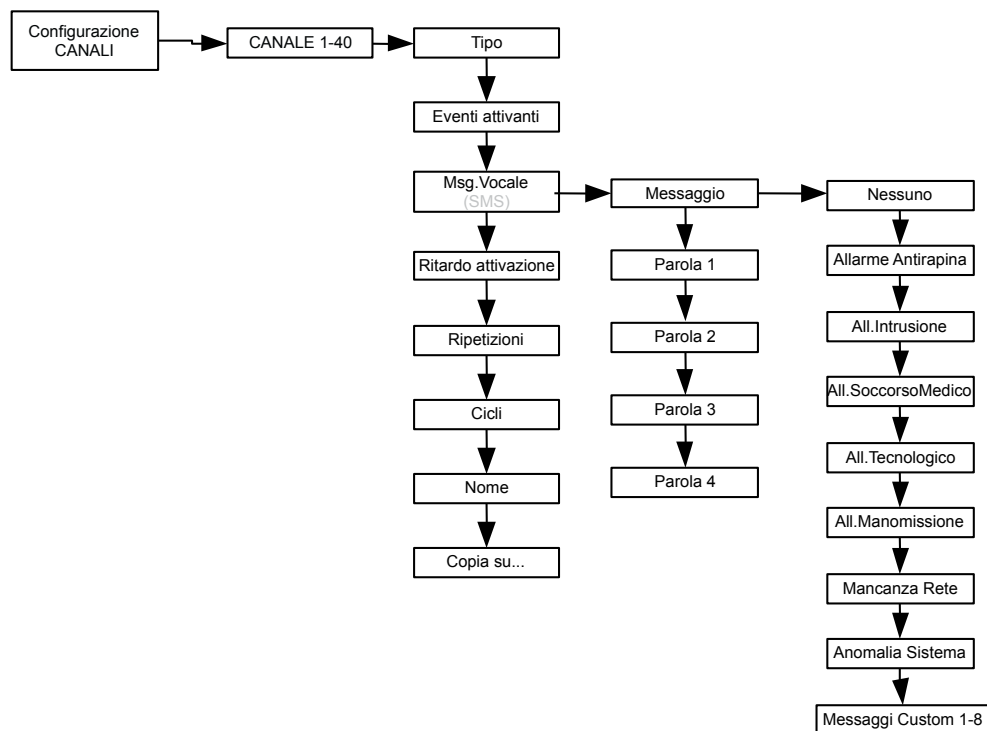 Configurazione
CANALI
CANALE 1-40
Tipo
Eventi attivanti
Msg.Vocale
(SMS)
Ritardo attivazione
Ripetizioni
Cicli
Nome
Copia su...
Messaggio
Parola 1
Parola 2
Parola 3
Parola 4
Nessuno
Allarme Antirapina
All.Intrusione
All.SoccorsoMedico
All.Tecnologico
All.Manomissione
Mancanza Rete
Anomalia Sistema
Messaggi Custom 1-8